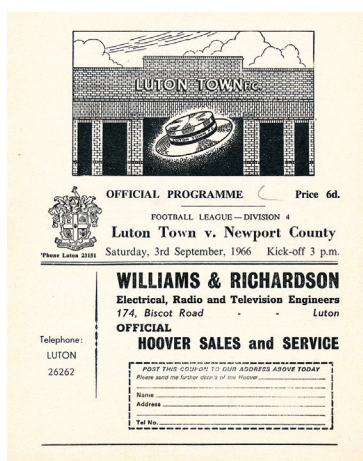 LUTON TOWN F.C.
LUTON TOWN
OFFICIAL PROGRAMME Price 6d.
FOOTBALL LEAGUE — DIVISION 4
Luton Town v. Newport County
'Phone Luton 23151
Saturday, 3rd September, 1966 Kick-off 3 p.m.
WILLIAMS & RICHARDSON
Electrical, Radio and Television Engineers
174, Biscot Road - - Luton
OFFICIAL
HOOVER SALES and SERVICE
Telephone:
LUTON
26262
POST THIS COUPON TO OUR ADDRESS ABOVE TODAY
Please send me further details of the Hoover
Name
Address
Tel No.